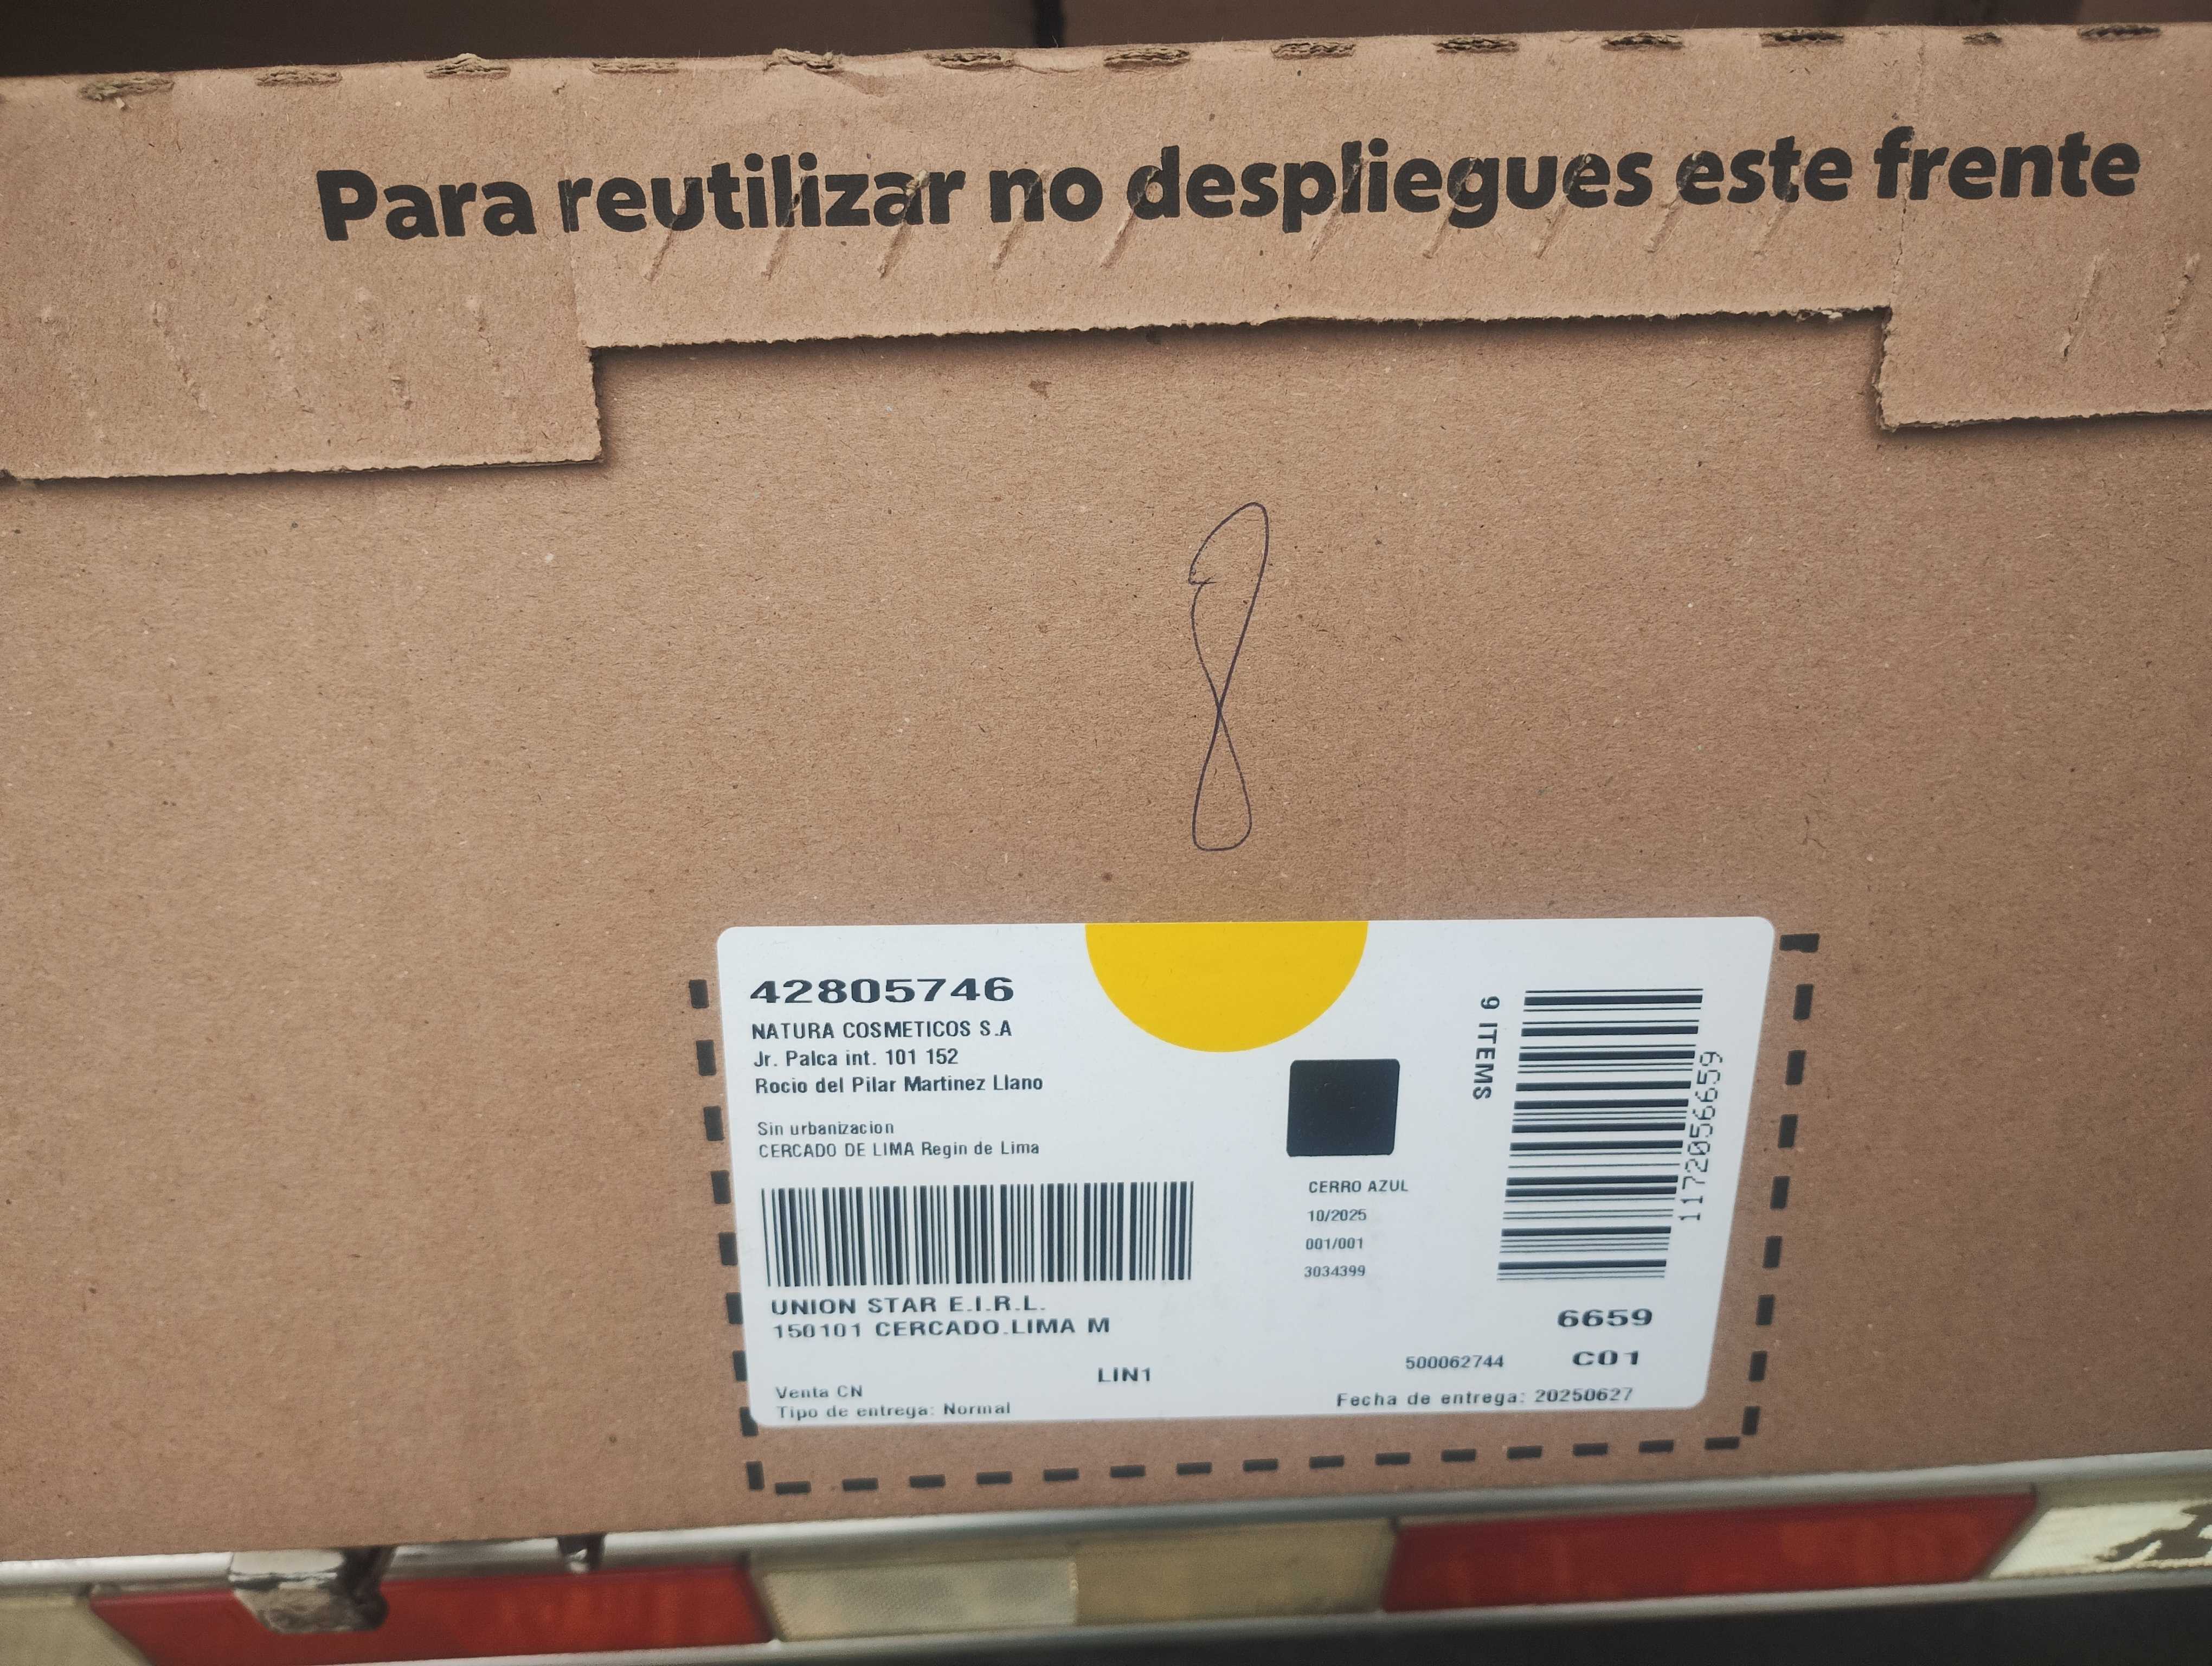 Para reutilizar no despliegues este frente
8
42805746
NATURA COSMETICOS S.A
Jr. Palca int. 101 152
Rocio del Pilar Martinez Llano
Sin urbanizacion
CERCADO DE LIMA Regin de Lima
UNION STAR E.I.R.L.
150101 CERCADO.LIMA M
LIN1
Venta CN
Tipo de entrega: Normal
CERRO AZUL
10/2025
001/001
3034399
9 ITEMS
1172056659
6659
500062744 C01
Fecha de entrega: 20250627